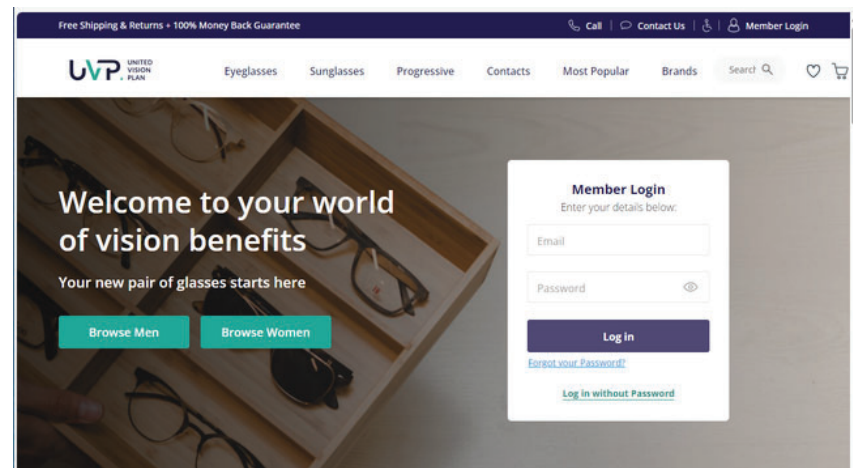 Free Shipping & Returns + 100% Money Back Guarantee
Call | Contact Us | | Member Login
UVP. UNITED VISION PLAN
Eyeglasses Sunglasses Progressive Contacts Most Popular Brands Search
Welcome to your world
of vision benefits
Your new pair of glasses starts here
Browse Men Browse Women
Member Login
Enter your details below:
Email
Password
Log in
Forgot your Password?
Log in without Password